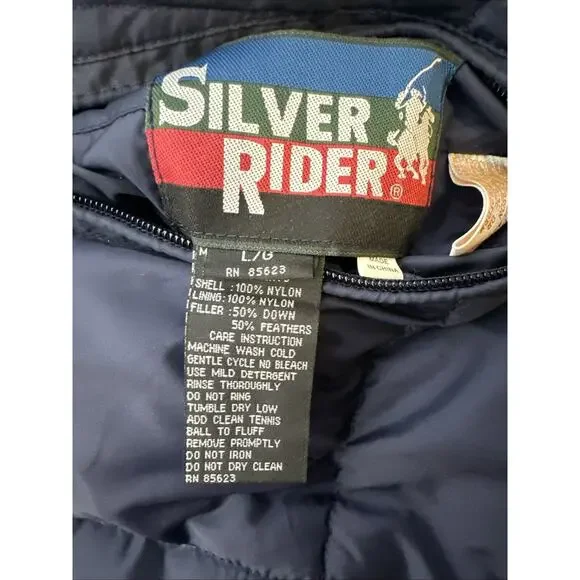 SILVER
RIDER®
M L/G
RN 85623
SHELL :100% NYLON
LINING:100% NYLON
FILLER :50% DOWN
50% FEATHERS
CARE INSTRUCTION
MACHINE WASH COLD
GENTLE CYCLE NO BLEACH
USE MILD DETERGENT
RINSE THOROUGHLY
DO NOT RING
TUMBLE DRY LOW
ADD CLEAN TENNIS
BALL TO FLUFF
REMOVE PROMPTLY
DO NOT IRON
DO NOT DRY CLEAN
RN 85623
MADE
IN CHINA